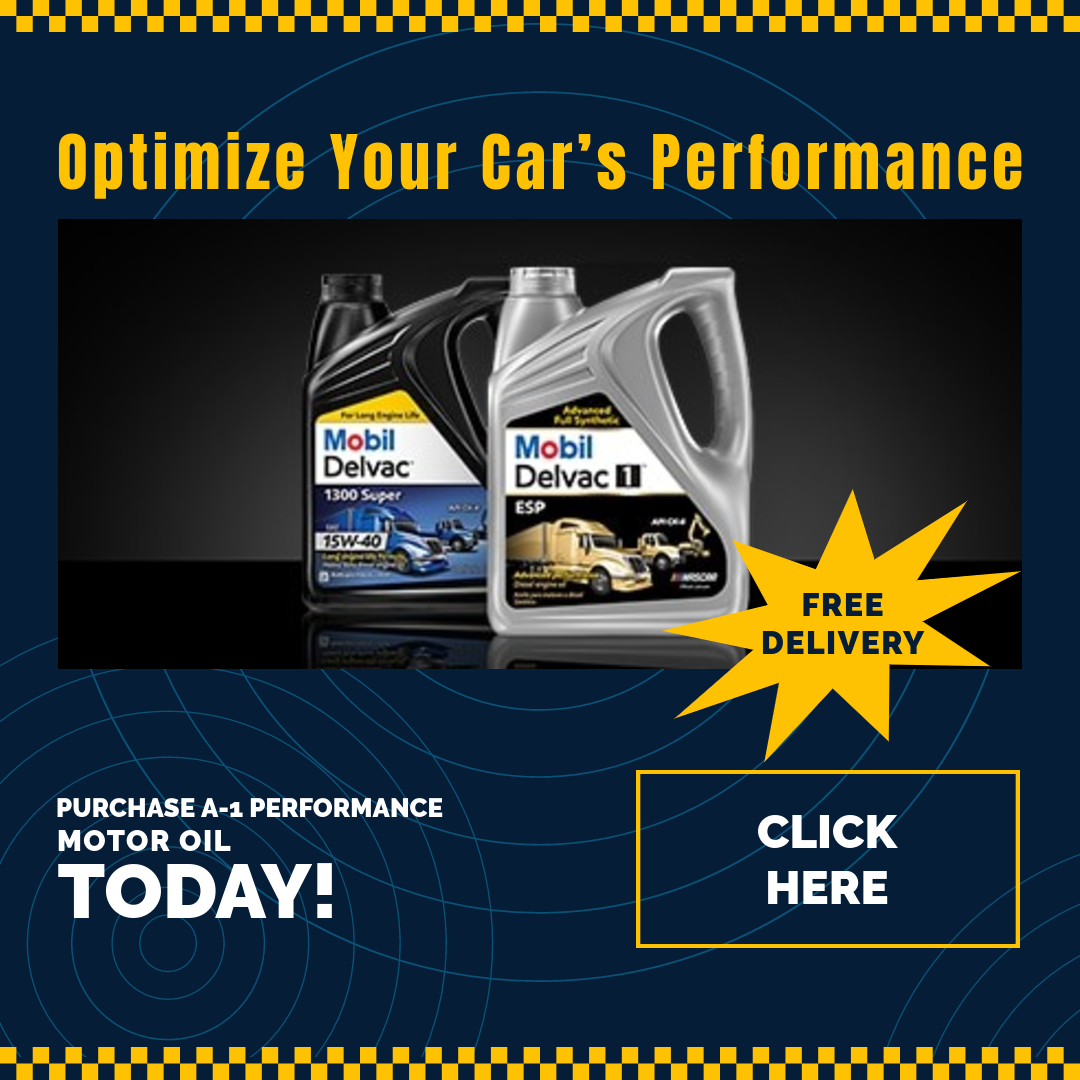 Optimize Your Car’s Performance
For Long Engine Life
Mobil
Delvac
1300 Super
15W-40
Advanced
Full Synthetic
Mobil
Delvac 1
ESP
FREE
DELIVERY
PURCHASE A-1 PERFORMANCE
MOTOR OIL
TODAY!
CLICK
HERE